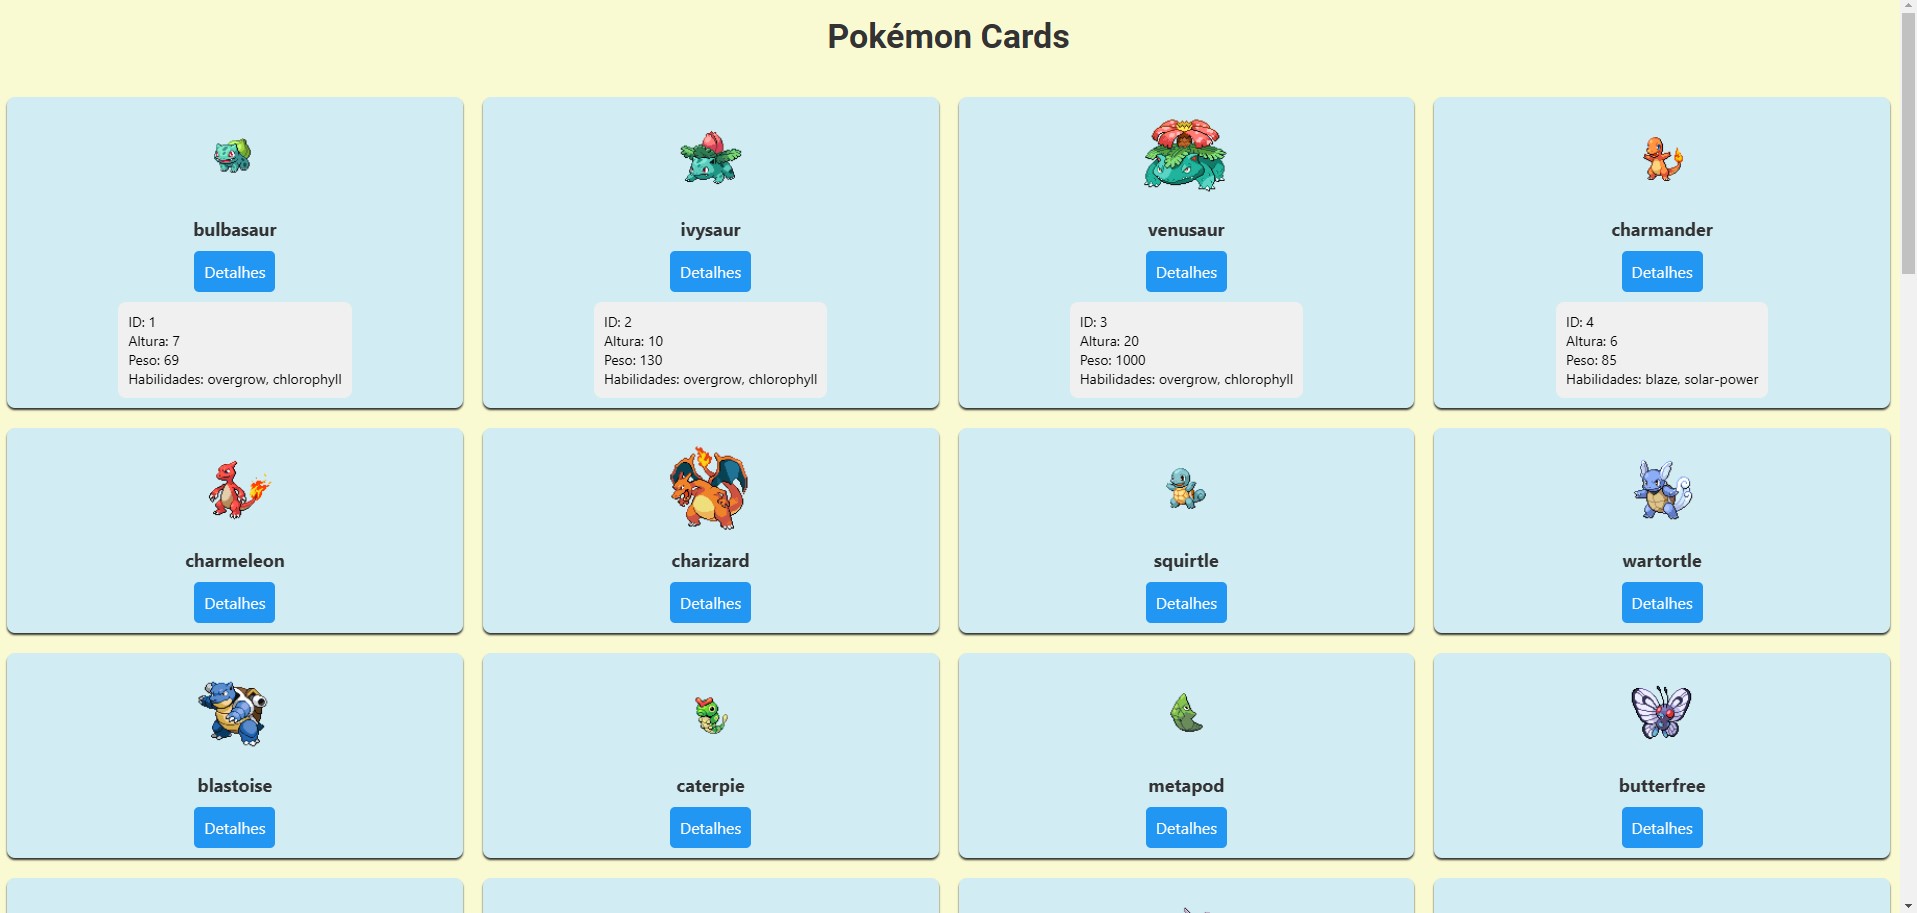 Pokémon Cards
bulbasaur
Detalhes
ID: 1
Altura: 7
Peso: 69
Habilidades: overgrow, chlorophyll
ivysaur
Detalhes
ID: 2
Altura: 10
Peso: 130
Habilidades: overgrow, chlorophyll
venusaur
Detalhes
ID: 3
Altura: 20
Peso: 1000
Habilidades: overgrow, chlorophyll
charmander
Detalhes
ID: 4
Altura: 6
Peso: 85
Habilidades: blaze, solar-power
charmeleon
Detalhes
charizard
Detalhes
squirtle
Detalhes
wartortle
Detalhes
blastoise
Detalhes
caterpie
Detalhes
metapod
Detalhes
butterfree
Detalhes